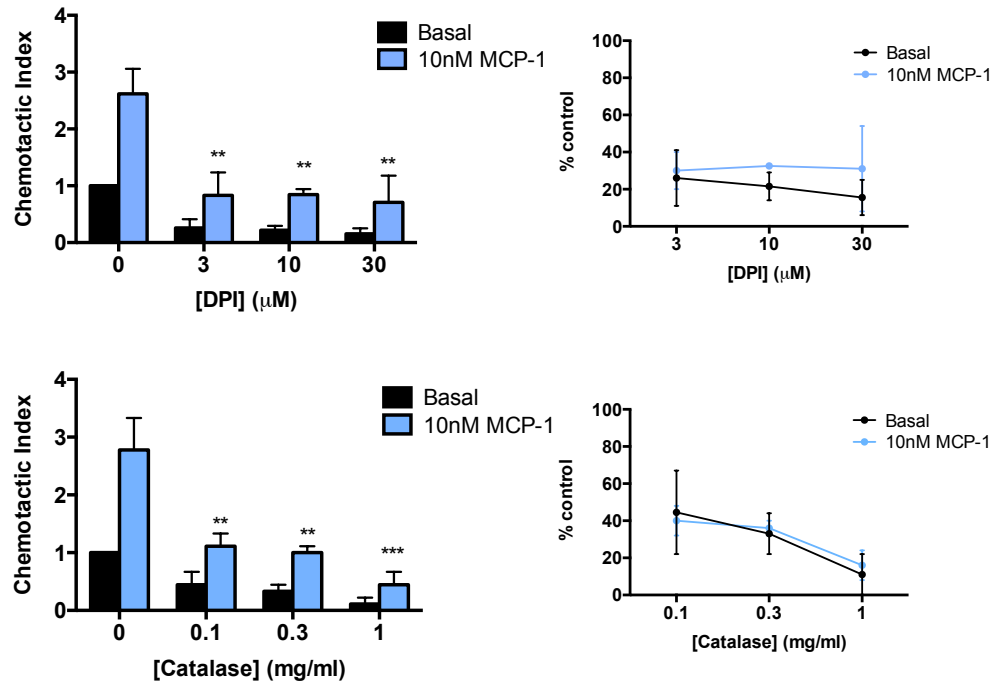 Basal
10nM MCP-1
Chemotactic Index
4
3
2
1
0
**
**
**
0 3 10 30
[DPI] (μM)
Basal
10nM MCP-1
% control
100
80
60
40
20
0
3 10 30
[DPI] (μM)
Basal
10nM MCP-1
Chemotactic Index
4
3
2
1
0
**
**
***
0 0.1 0.3 1
[Catalase] (mg/ml)
Basal
10nM MCP-1
% control
100
80
60
40
20
0
0.1 0.3 1
[Catalase] (mg/ml)